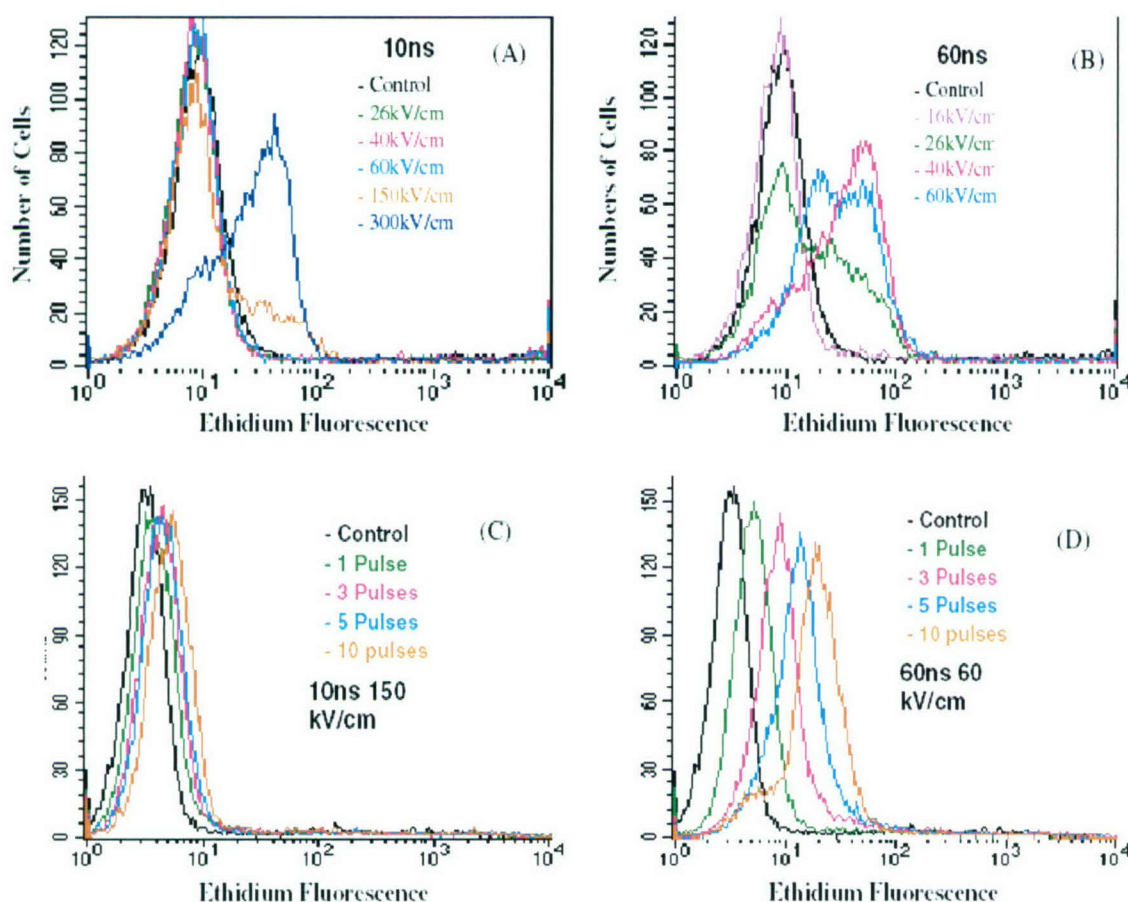 10ns
(A)
- Control
- 26kV/cm
- 40kV/cm
- 60kV/cm
- 150kV/cm
- 300kV/cm
Number of Cells
0 20 40 60 80 100 120
10^0 10^1 10^2 10^3 10^4
Ethidium Fluorescence
60ns
(B)
- Control
- 16kV/cm
- 26kV/cm
- 40kV/cm
- 60kV/cm
Numbers of Cells
0 20 40 60 80 100 120
10^0 10^1 10^2 10^3 10^4
Ethidium Fluorescence
(C)
- Control
- 1 Pulse
- 3 Pulses
- 5 Pulses
- 10 pulses
10ns 150
kV/cm
0 30 60 90 120 150
10^0 10^1 10^2 10^3 10^4
Ethidium Fluorescence
(D)
- Control
- 1 Pulse
- 3 Pulses
- 5 Pulses
- 10 pulses
60ns 60
kV/cm
0 30 60 90 120 150
10^0 10^1 10^2 10^3 10^4
Ethidium Fluorescence